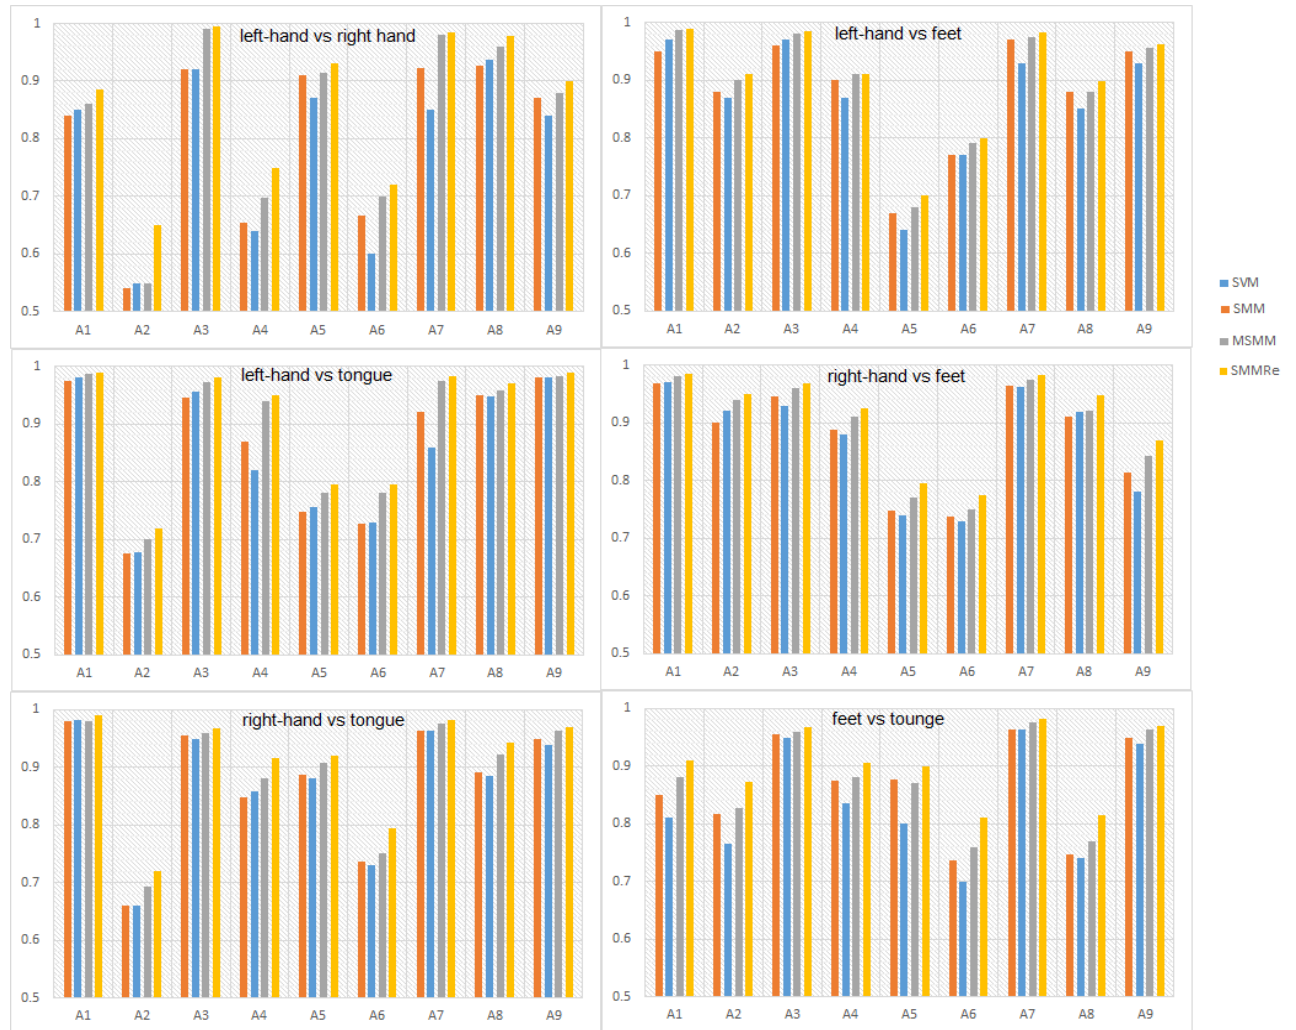 left-hand vs right hand
1
0.9
0.8
0.7
0.6
0.5
A1 A2 A3 A4 A5 A6 A7 A8 A9
left-hand vs feet
1
0.9
0.8
0.7
0.6
0.5
A1 A2 A3 A4 A5 A6 A7 A8 A9
left-hand vs tongue
1
0.9
0.8
0.7
0.6
0.5
A1 A2 A3 A4 A5 A6 A7 A8 A9
right-hand vs feet
1
0.9
0.8
0.7
0.6
0.5
A1 A2 A3 A4 A5 A6 A7 A8 A9
right-hand vs tongue
1
0.9
0.8
0.7
0.6
0.5
A1 A2 A3 A4 A5 A6 A7 A8 A9
feet vs tounge
1
0.9
0.8
0.7
0.6
0.5
A1 A2 A3 A4 A5 A6 A7 A8 A9
SVM
SMM
MSMM
SMMRe